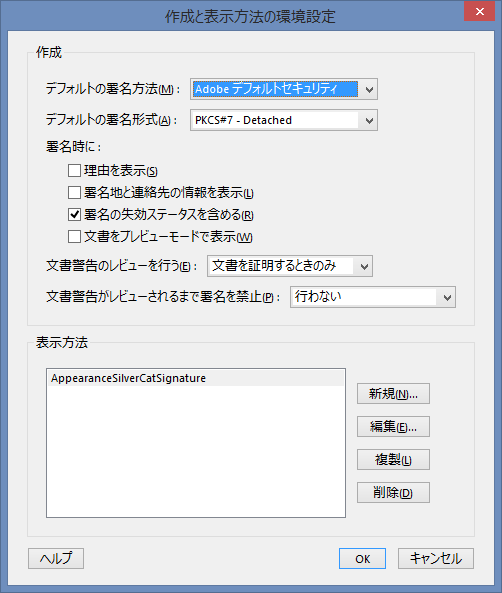 作成と表示方法の環境設定
作成
デフォルトの署名方法(M)： Adobe デフォルトセキュリティ
デフォルトの署名形式(A)： PKCS#7 - Detached
署名時に：
理由を表示(S)
署名地と連絡先の情報を表示(L)
署名の失効ステータスを含める(R)
文書をプレビューモードで表示(W)
文書警告のレビューを行う(E)： 文書を証明するときのみ
文書警告がレビューされるまで署名を禁止(P)： 行わない
表示方法
AppearanceSilverCatSignature
新規(N)...
編集(E)...
複製(L)
削除(D)
ヘルプ OK キャンセル